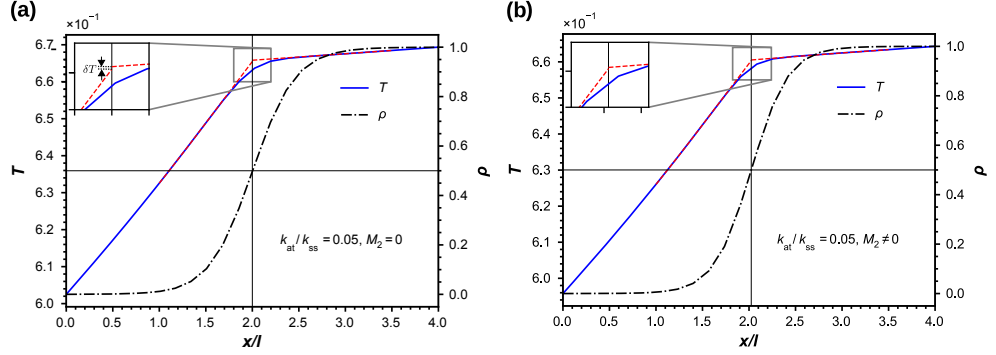 (a)
×10⁻¹
6.7
6.6
6.5
6.4
6.3
6.2
6.1
6.0
T
δT
T
ρ
k_at / k_ss = 0.05, M₂ = 0
1.0
0.8
0.6
0.4
0.2
0.0
ρ
0.0 0.5 1.0 1.5 2.0 2.5 3.0 3.5 4.0
x/l
(b)
×10⁻¹
6.6
6.5
6.4
6.3
6.2
6.1
6.0
T
T
ρ
k_at / k_ss = 0.05, M₂ ≠ 0
1.0
0.8
0.6
0.4
0.2
0.0
ρ
0.0 0.5 1.0 1.5 2.0 2.5 3.0 3.5 4.0
x/l